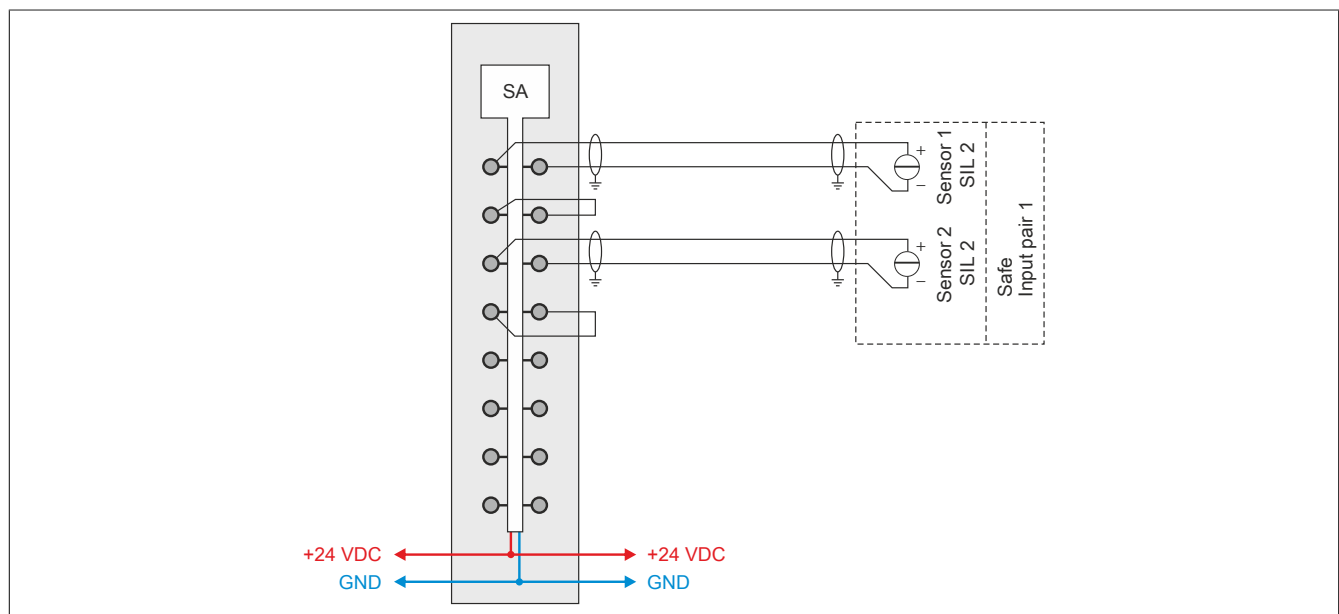 SA
+
−
Sensor 1
SIL 2
+
−
Sensor 2
SIL 2
Safe
Input pair 1
+24 VDC
+24 VDC
GND
GND